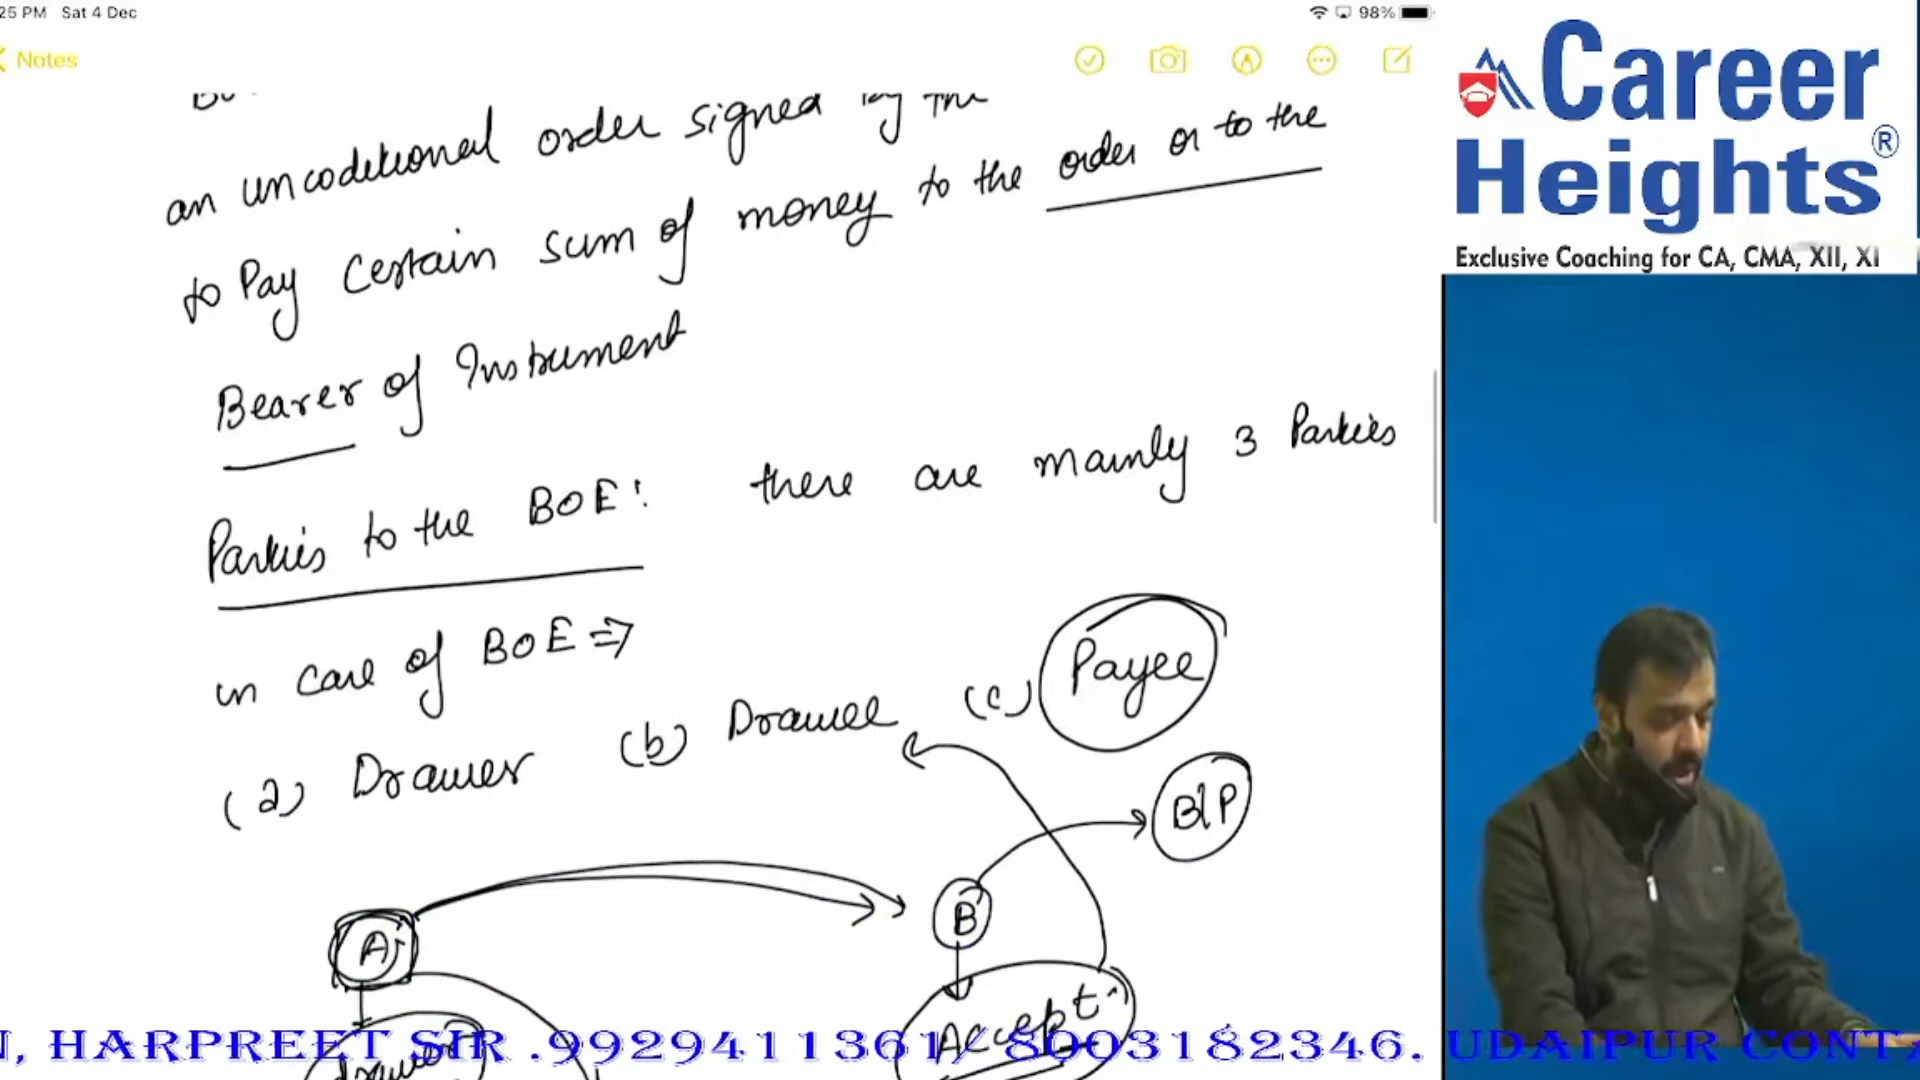 25 PM Sat 4 Dec
98%
Notes
an uncoditional order signed by the
to Pay Certain sum of money to the order or to the
Bearer of Instrument
Parties to the BOE: there are mainly 3 Parties
in case of BOE ⇒
(a) Drawer (b) Drawee (c) Payee
B/P
A
B
Accept
Drawer
Career
Heights®
Exclusive Coaching for CA, CMA, XII, XI
N, HARPREET SIR .9929411361/ 8003182346. UDAIPUR CONTA